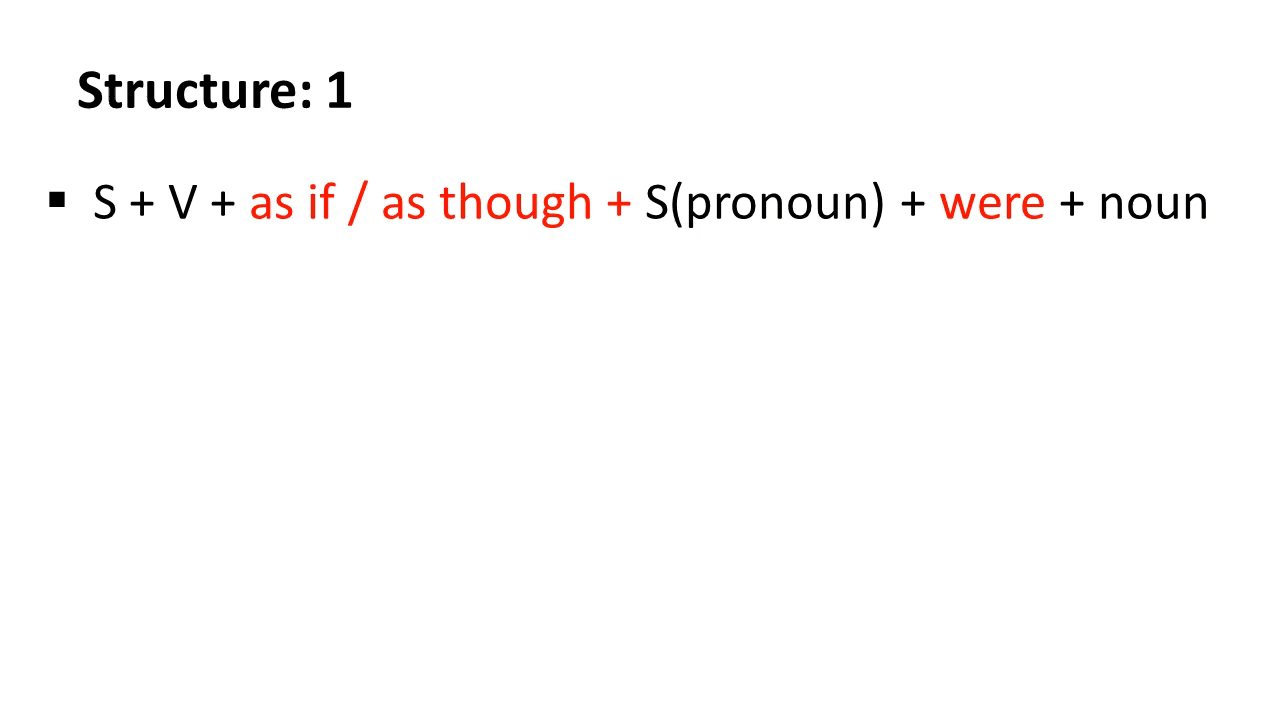 Structure: 1
▪ S + V + as if / as though + S(pronoun) + were + noun